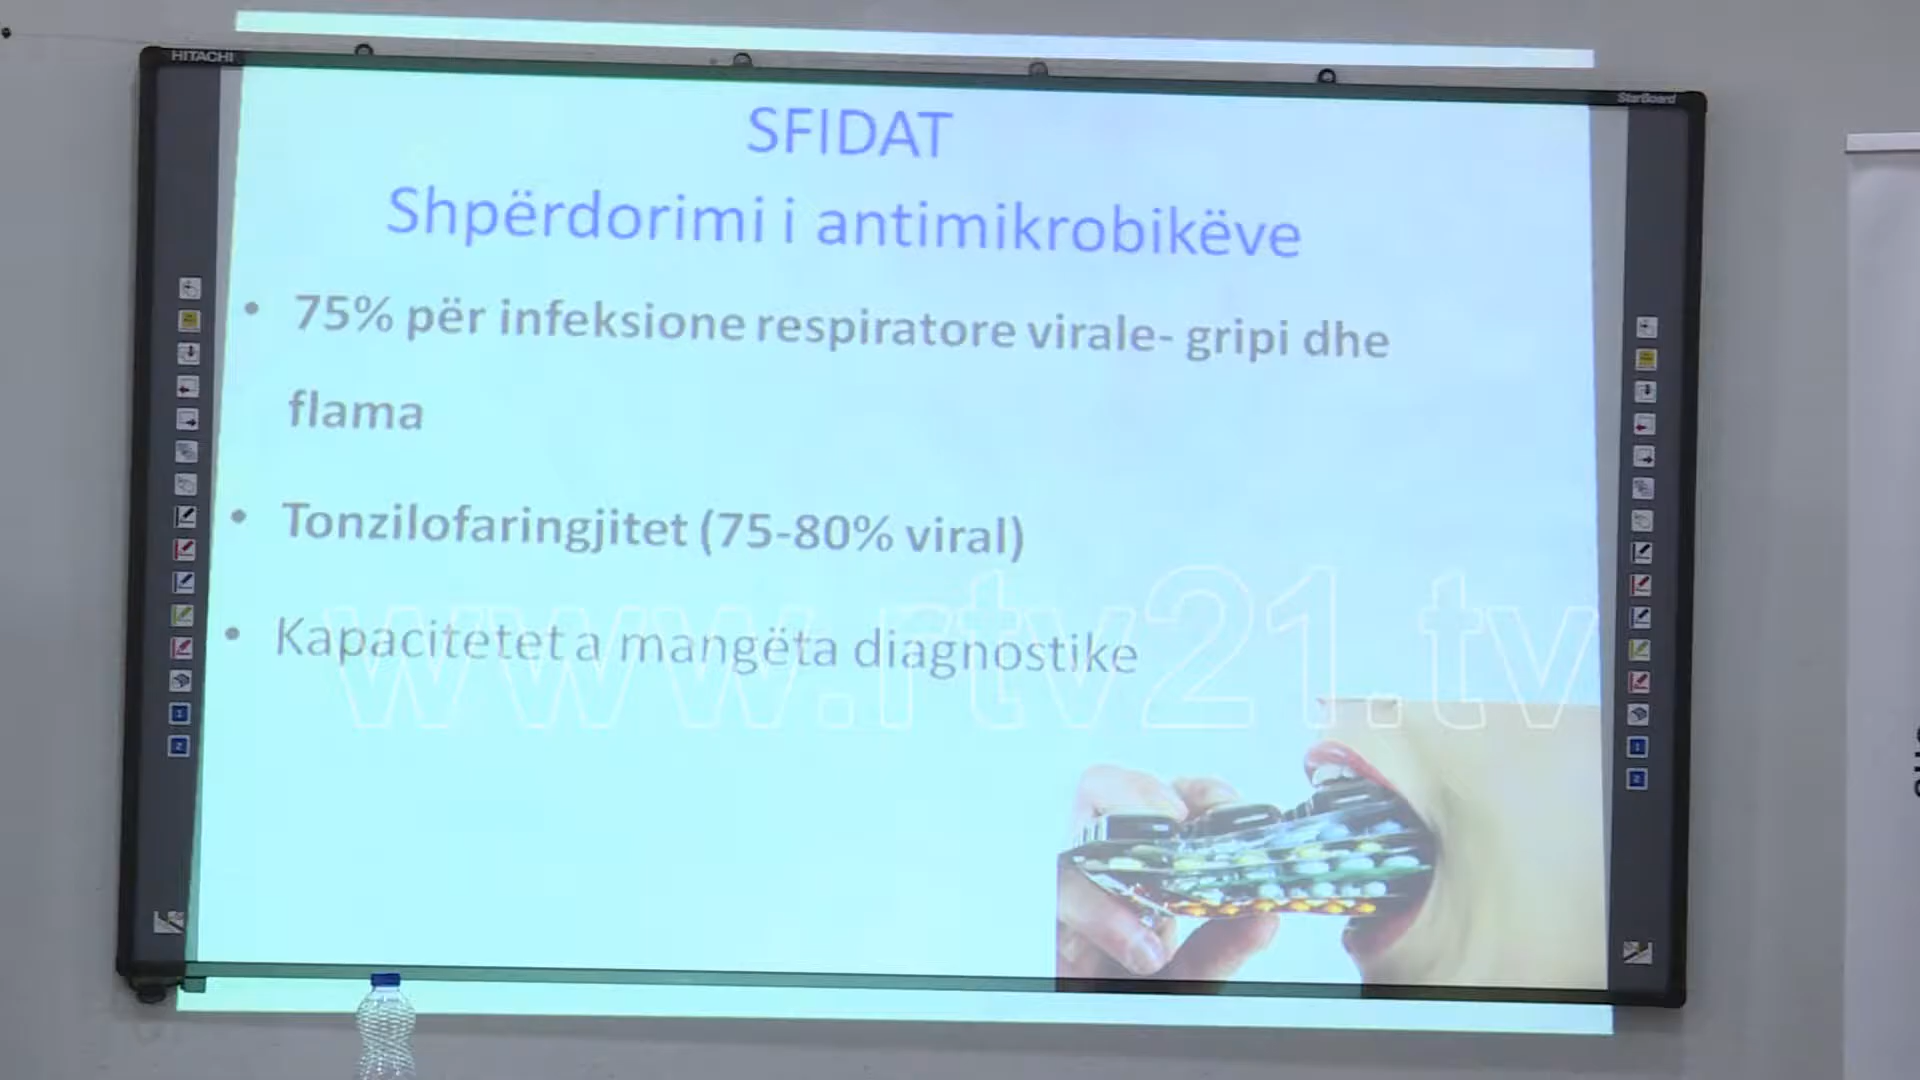 HITACHI
StarBoard
SFIDAT
Shpërdorimi i antimikrobikëve
• 75% për infeksione respiratore virale- gripi dhe
flama
• Tonzilofaringjitet (75-80% viral)
• Kapacitetet a mangëta diagnostike
www.rtv21.tv